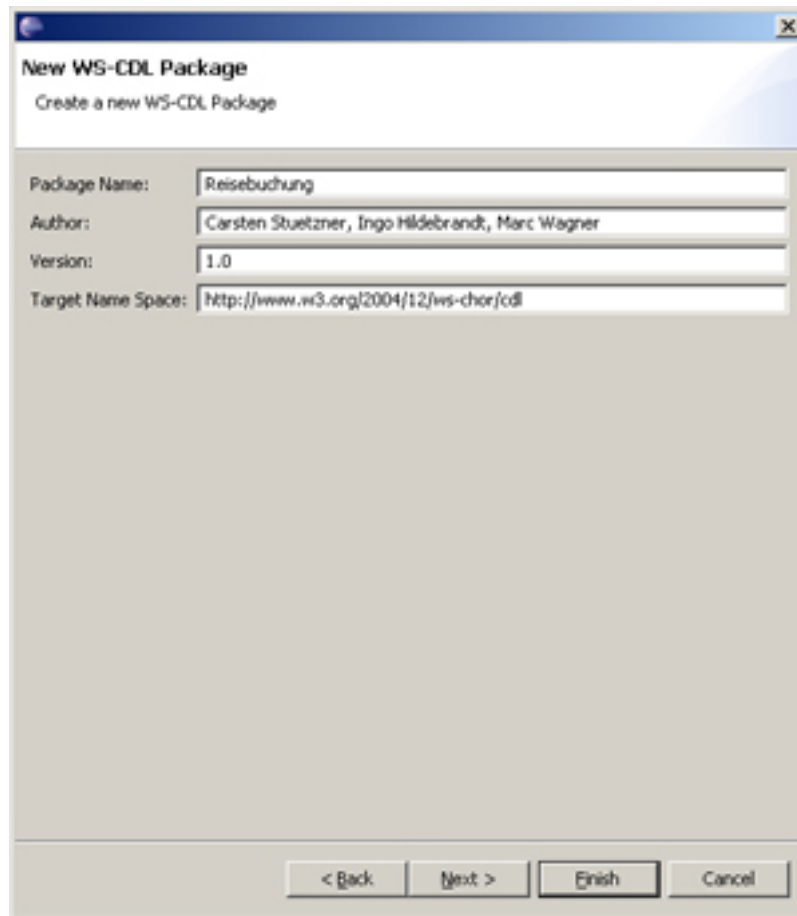 New WS-CDL Package
Create a new WS-CDL Package
Package Name: Reisebuchung
Author: Carsten Stuetzner, Ingo Hildebrandt, Marc Wagner
Version: 1.0
Target Name Space: http://www.w3.org/2004/12/ws-chor/cdl
< Back Next > Finish Cancel